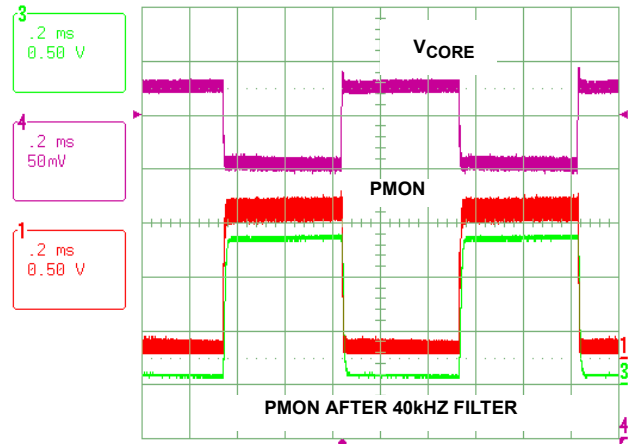 3
.2 ms
0.50 V
4
.2 ms
50mV
1
.2 ms
0.50 V
VCORE
PMON
PMON AFTER 40kHZ FILTER
1
3
4